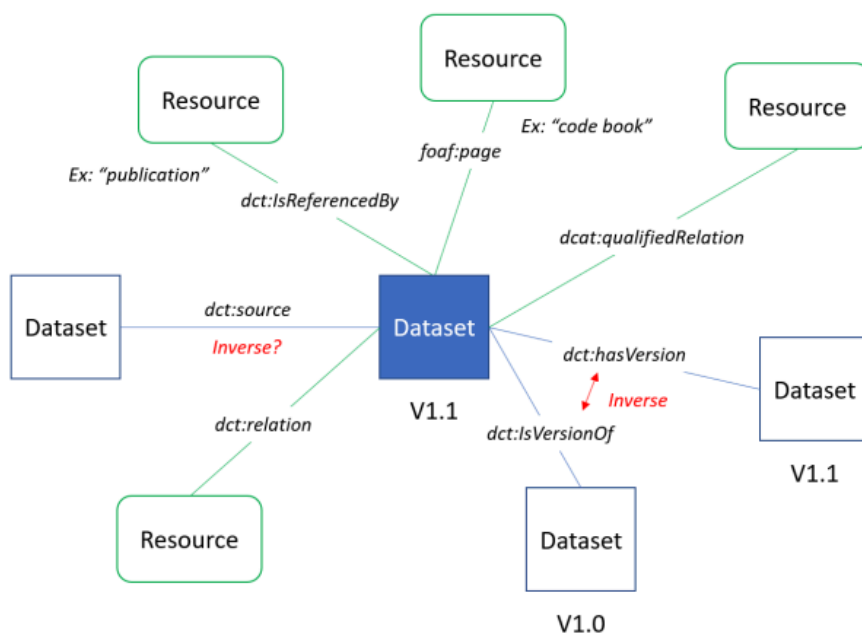 Resource
Resource
Resource
Ex: “publication”
Ex: “code book”
foaf:page
dct:IsReferencedBy
dcat:qualifiedRelation
Dataset
dct:source
Inverse?
Dataset
V1.1
dct:hasVersion
Inverse
dct:IsVersionOf
Dataset
V1.1
dct:relation
Resource
Dataset
V1.0